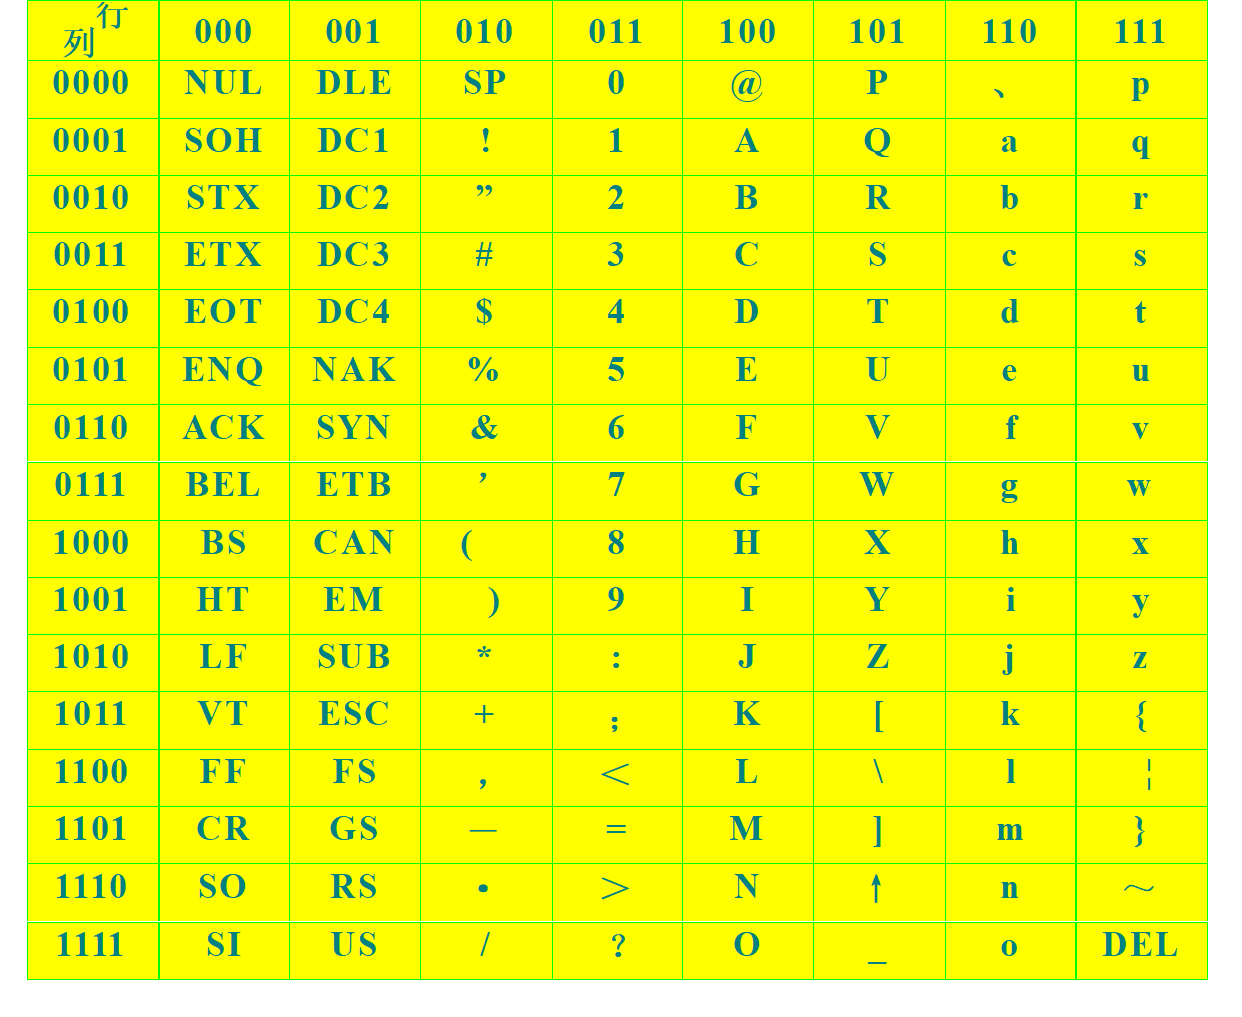 行
列 000 001 010 011 100 101 110 111
0000 NUL DLE SP 0 @ P 、 p
0001 SOH DC1 ! 1 A Q a q
0010 STX DC2 ” 2 B R b r
0011 ETX DC3 # 3 C S c s
0100 EOT DC4 $ 4 D T d t
0101 ENQ NAK % 5 E U e u
0110 ACK SYN & 6 F V f v
0111 BEL ETB ’ 7 G W g w
1000 BS CAN ( 8 H X h x
1001 HT EM ) 9 I Y i y
1010 LF SUB * : J Z j z
1011 VT ESC + ; K [ k {
1100 FF FS , < L \ l ¦
1101 CR GS — = M ] m }
1110 SO RS • > N ↑ n ～
1111 SI US / ? O _ o DEL